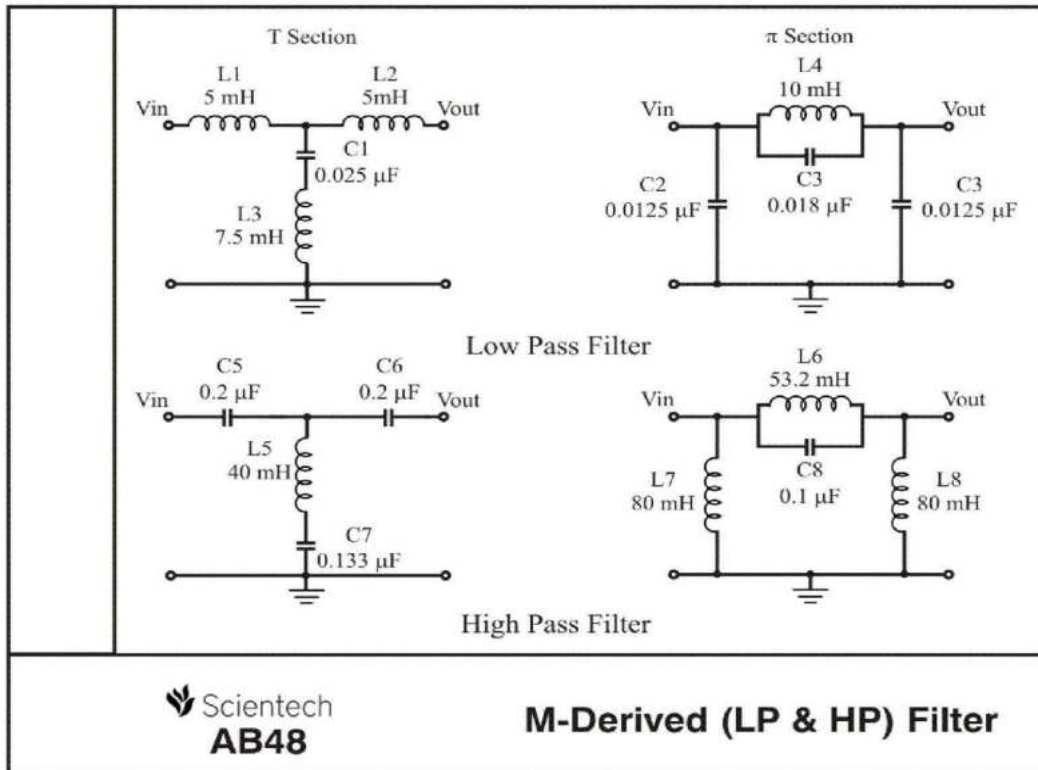 T Section
L1
5 mH
L2
5mH
Vin
Vout
C1
0.025 µF
L3
7.5 mH
π Section
L4
10 mH
Vin
Vout
C3
0.018 µF
C2
0.0125 µF
C3
0.0125 µF
Low Pass Filter
C5
0.2 µF
C6
0.2 µF
Vin
Vout
L5
40 mH
C7
0.133 µF
L6
53.2 mH
Vin
Vout
C8
0.1 µF
L7
80 mH
L8
80 mH
High Pass Filter
Scientech
AB48
M-Derived (LP & HP) Filter